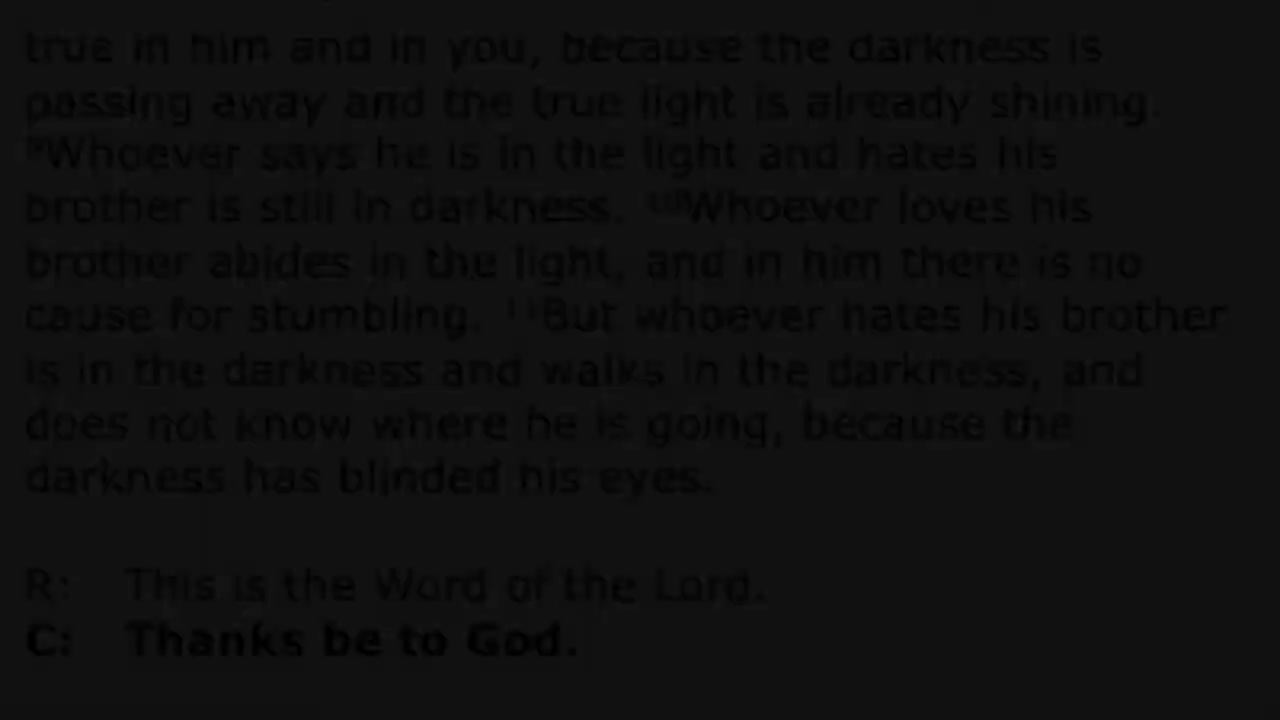 true in him and in you, because the darkness is
passing away and the true light is already shining.
⁹Whoever says he is in the light and hates his
brother is still in darkness. ¹⁰Whoever loves his
brother abides in the light, and in him there is no
cause for stumbling. ¹¹But whoever hates his brother
is in the darkness and walks in the darkness, and
does not know where he is going, because the
darkness has blinded his eyes.
R: This is the Word of the Lord.
C: Thanks be to God.